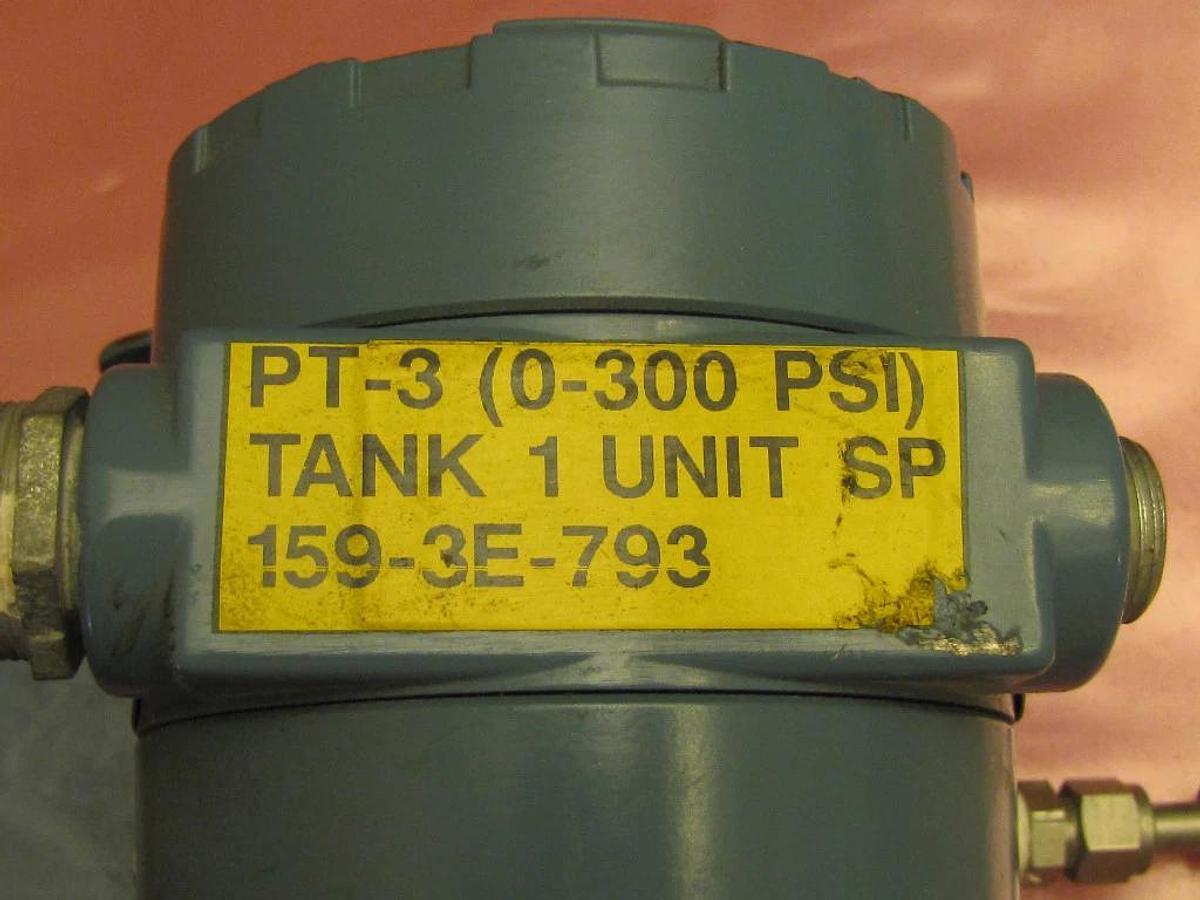 PT-3 (0-300 PSI)
TANK 1 UNIT SP
159-3E-793